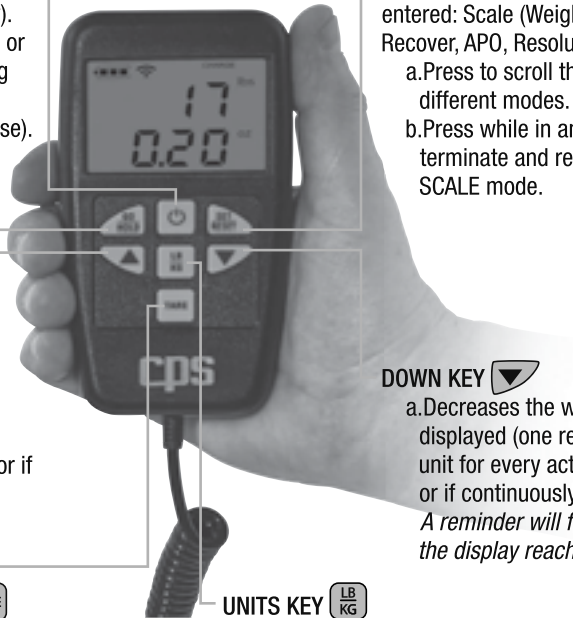 ).
or
g
se).
entered: Scale (Weigh
Recover, APO, Resolu
a.Press to scroll th
different modes.
b.Press while in an
terminate and re
SCALE mode.
lbs
17
oz
0.20
GO HOLD
SET RESET
LB
KG
TARE
cps
DOWN KEY
a.Decreases the w
displayed (one re
unit for every act
or if continuously
A reminder will f
the display reach
or if
UNITS KEY LB
KG